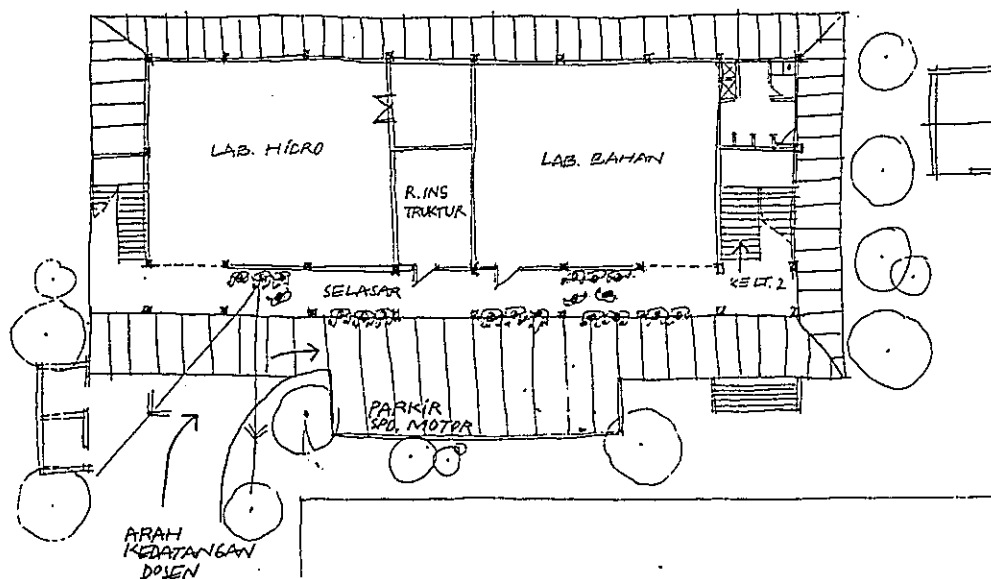 LAB. HIDRO
LAB. BAHAN
R.INS
TRUKTUR
SELASAR
KE LT. 2
PARKIR
SPD. MOTOR
ARAH
KEDATANGAN
DOSEN